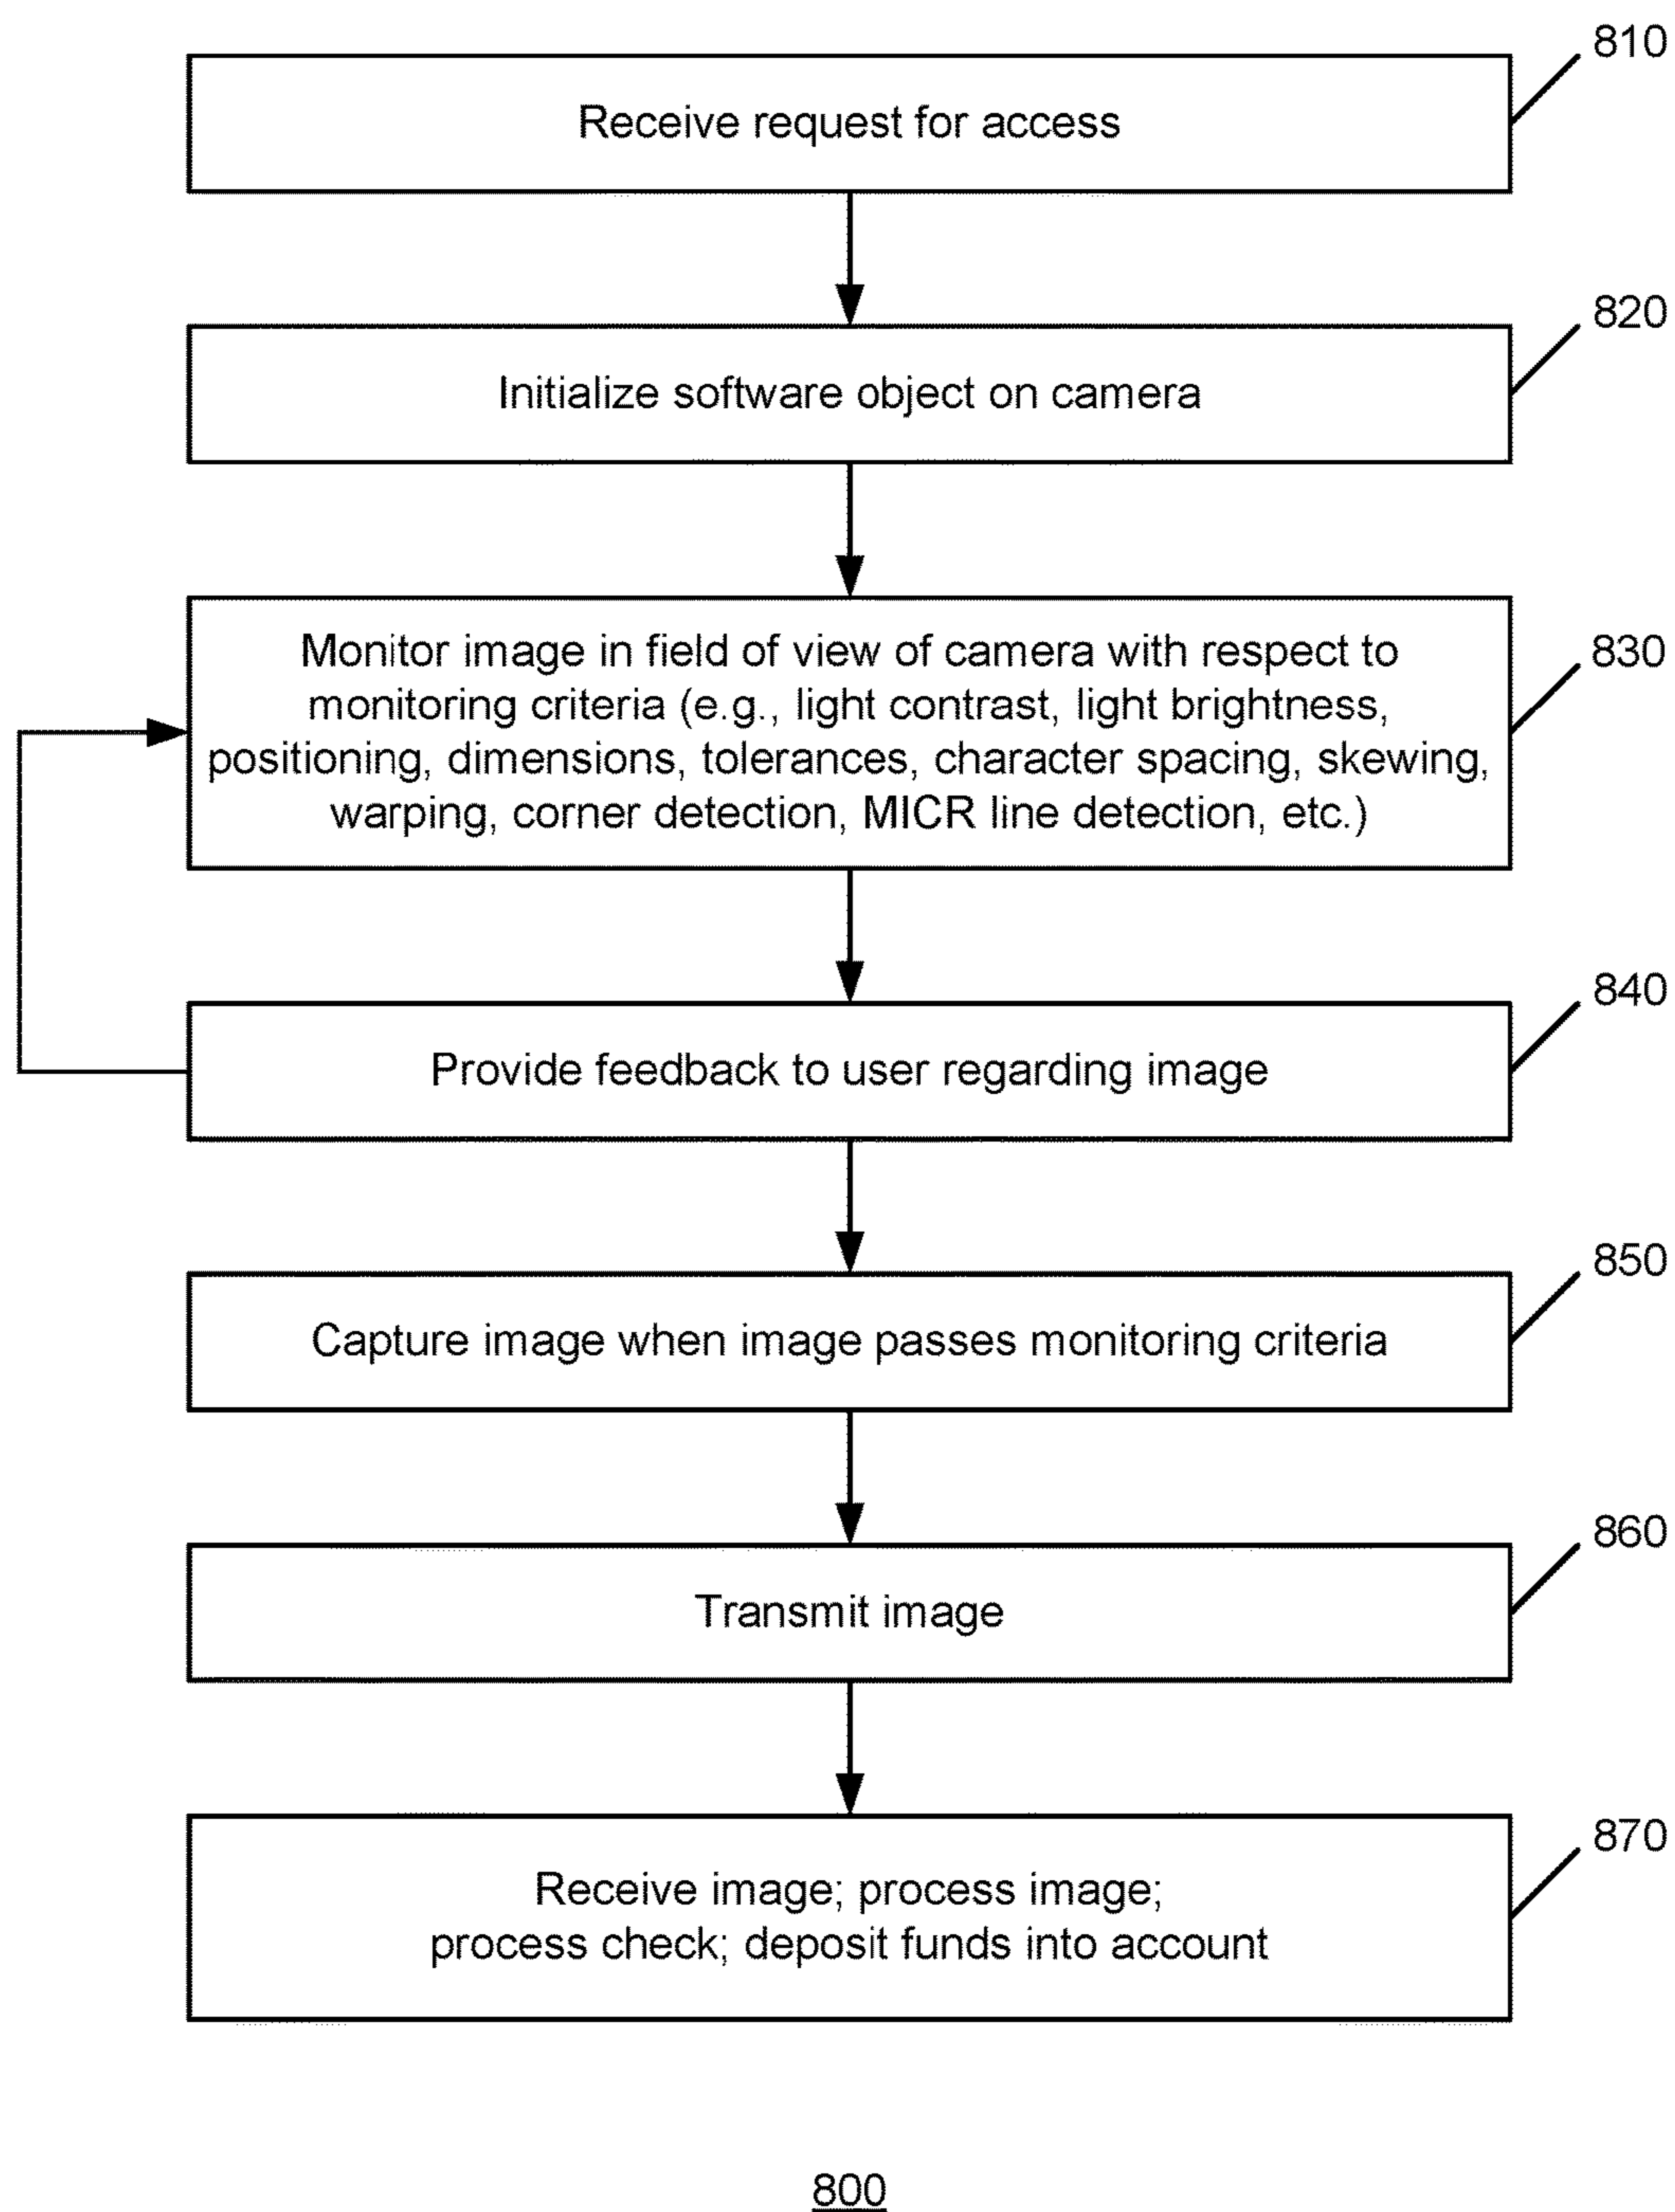 810
Receive request for access
820
Initialize software object on camera
830
Monitor image in field of view of camera with respect to
monitoring criteria (e.g., light contrast, light brightness,
positioning, dimensions, tolerances, character spacing, skewing,
warping, corner detection, MICR line detection, etc.)
840
Provide feedback to user regarding image
850
Capture image when image passes monitoring criteria
860
Transmit image
870
Receive image; process image;
process check; deposit funds into account
800